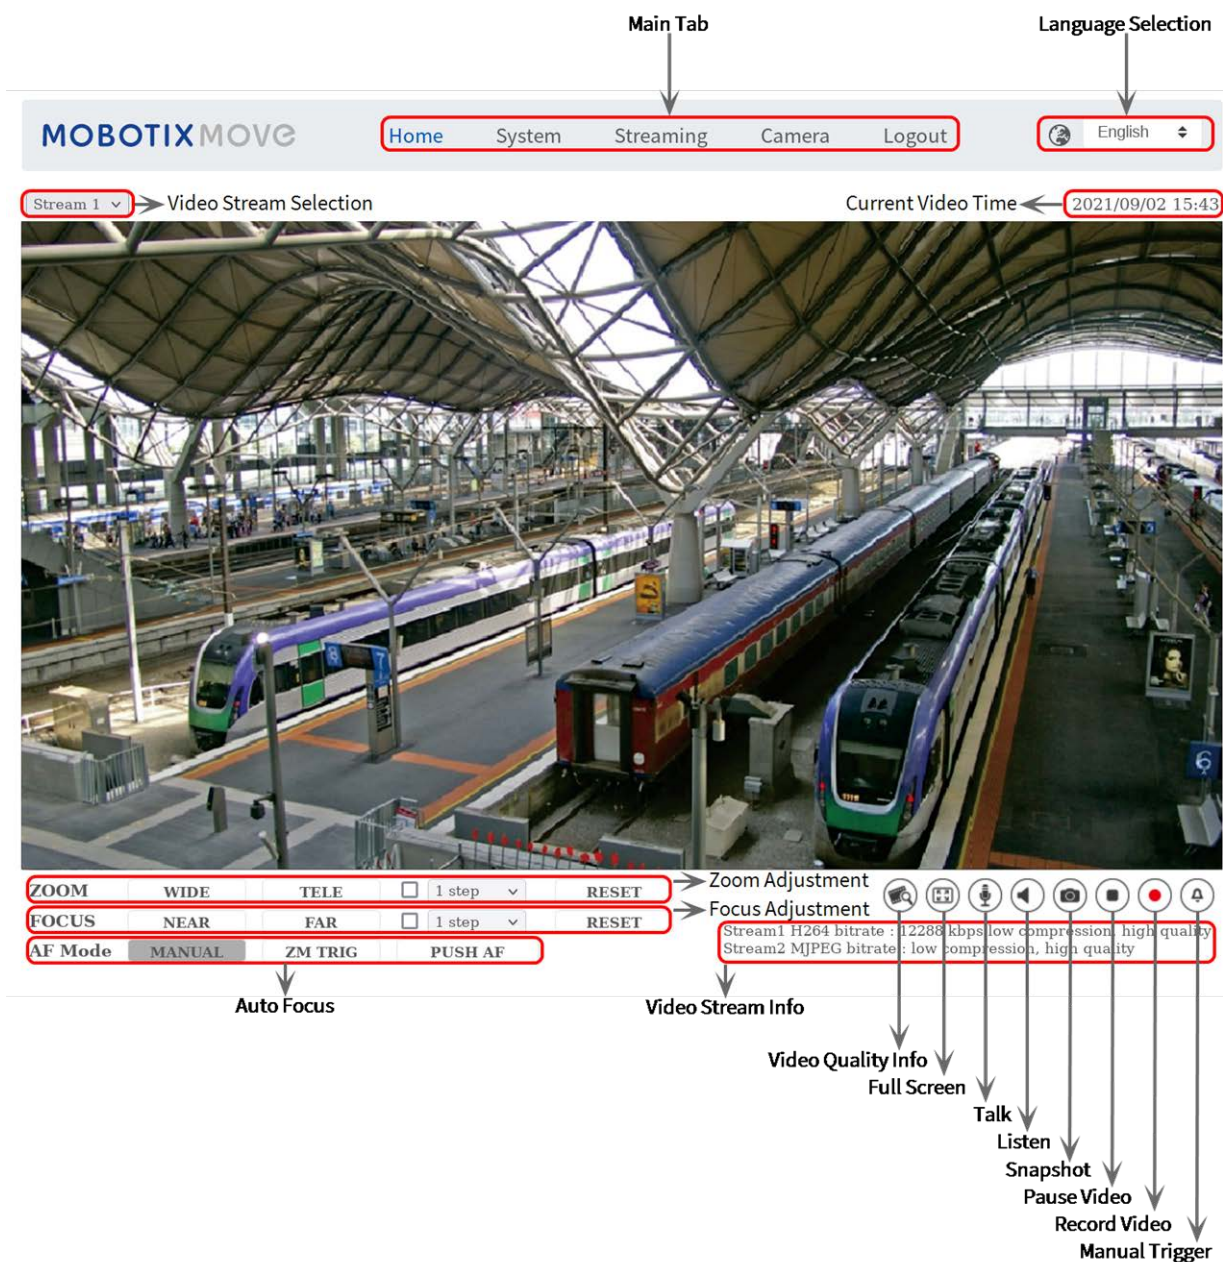 Main Tab
Language Selection
MOBOTIX MOVE
Home System Streaming Camera Logout
English
Stream 1
Video Stream Selection
Current Video Time
2021/09/02 15:43
8
7
6
ZOOM WIDE TELE 1 step RESET
Zoom Adjustment
FOCUS NEAR FAR 1 step RESET
Focus Adjustment
Stream1 H264 bitrate : 12288 kbps low compression, high quality
AF Mode MANUAL ZM TRIG PUSH AF
Stream2 MJPEG bitrate : low compression, high quality
Auto Focus
Video Stream Info
Video Quality Info
Full Screen
Talk
Listen
Snapshot
Pause Video
Record Video
Manual Trigger